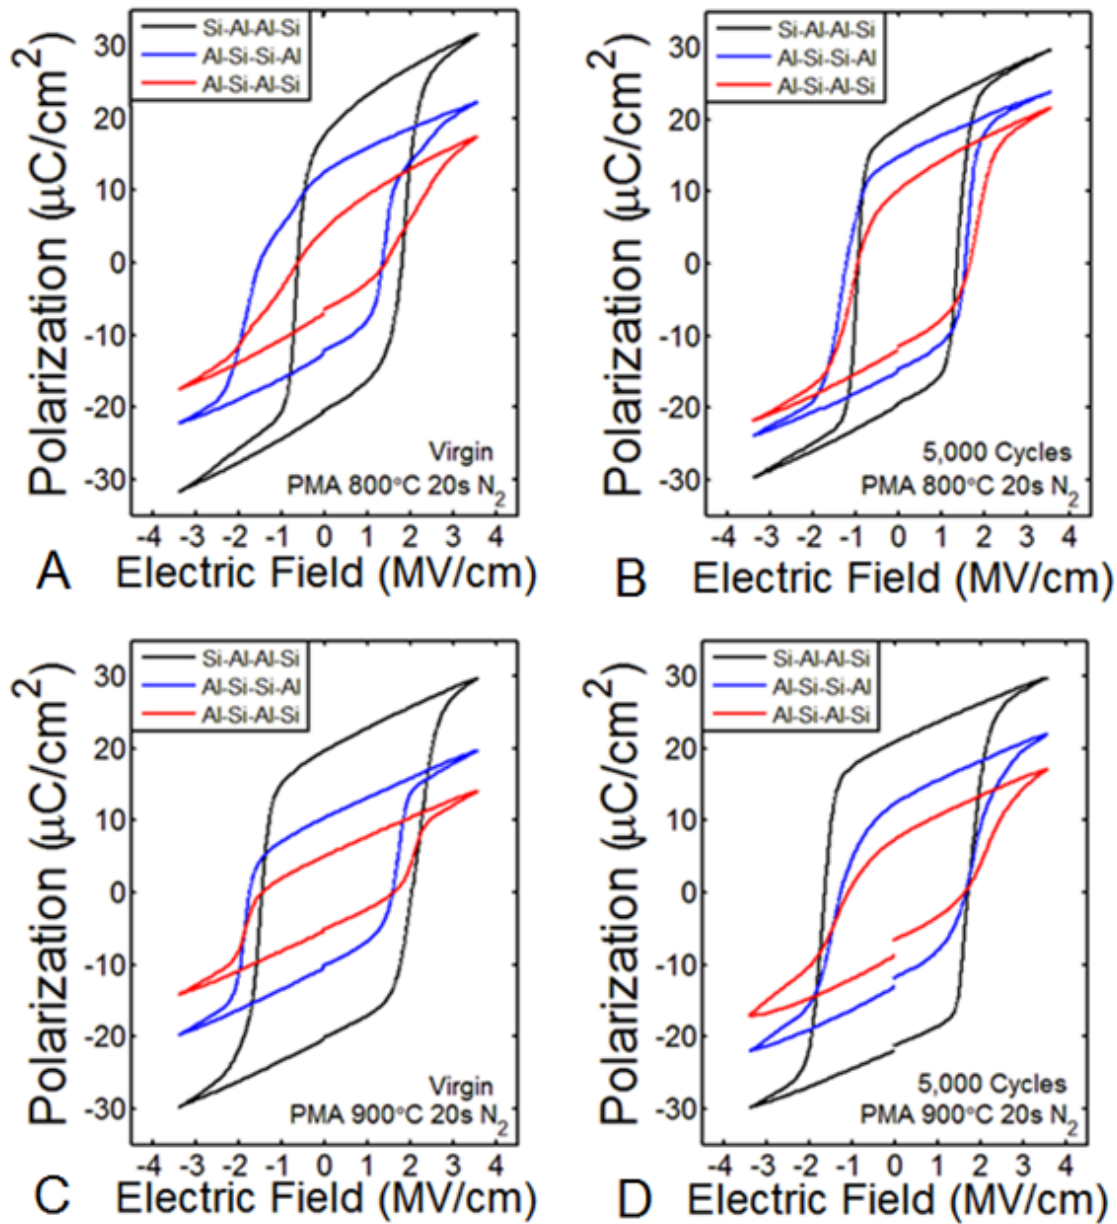 Si-Al-Al-Si
Al-Si-Si-Al
Al-Si-Al-Si
30
20
10
0
-10
-20
-30
Polarization (μC/cm²)
Virgin
PMA 800°C 20s N₂
-4 -3 -2 -1 0 1 2 3 4
A Electric Field (MV/cm)
Si-Al-Al-Si
Al-Si-Si-Al
Al-Si-Al-Si
30
20
10
0
-10
-20
-30
Polarization (μC/cm²)
5,000 Cycles
PMA 800°C 20s N₂
-4 -3 -2 -1 0 1 2 3 4
B Electric Field (MV/cm)
Si-Al-Al-Si
Al-Si-Si-Al
Al-Si-Al-Si
30
20
10
0
-10
-20
-30
Polarization (μC/cm²)
Virgin
PMA 900°C 20s N₂
-4 -3 -2 -1 0 1 2 3 4
C Electric Field (MV/cm)
Si-Al-Al-Si
Al-Si-Si-Al
Al-Si-Al-Si
30
20
10
0
-10
-20
-30
Polarization (μC/cm²)
5,000 Cycles
PMA 900°C 20s N₂
-4 -3 -2 -1 0 1 2 3 4
D Electric Field (MV/cm)